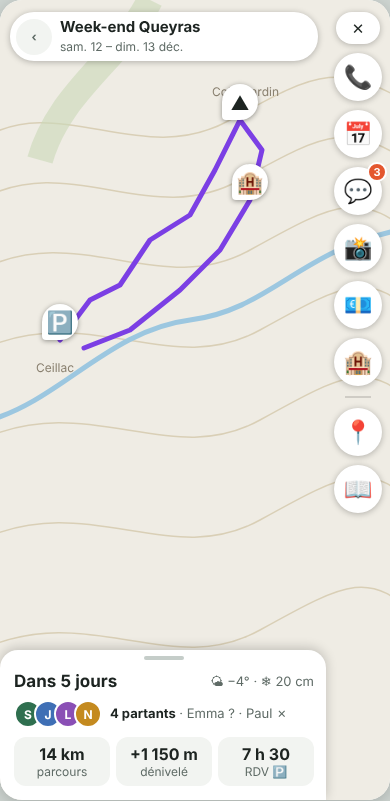 Week-end Queyras
sam. 12 – dim. 13 déc.
3
Ceillac
Dans 5 jours
−4° · 20 cm
S J L N
4 partants · Emma ? · Paul ×
14 km
parcours
+1 150 m
dénivelé
7 h 30
RDV 🅿️